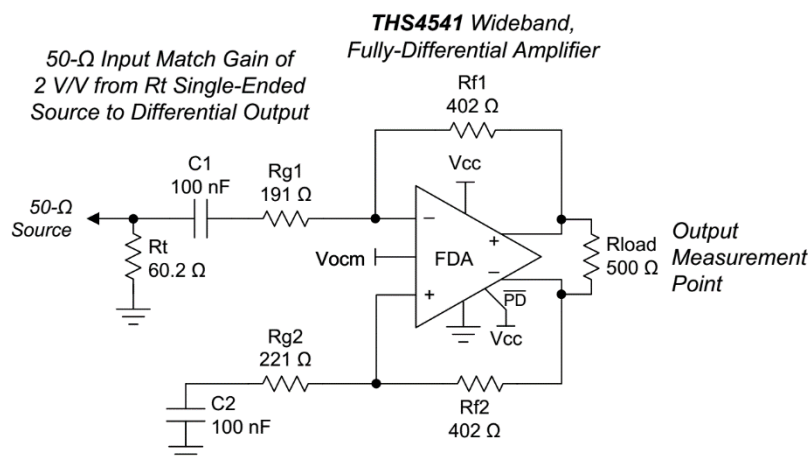 THS4541 Wideband,
Fully-Differential Amplifier
50-Ω Input Match Gain of
2 V/V from Rt Single-Ended
Source to Differential Output
Rf1
402 Ω
Vcc
C1
100 nF
Rg1
191 Ω
50-Ω
Source
Rt
60.2 Ω
Vocm
−
+
FDA
+
−
PD
Vcc
Rload
500 Ω
Output
Measurement
Point
Rg2
221 Ω
C2
100 nF
Rf2
402 Ω